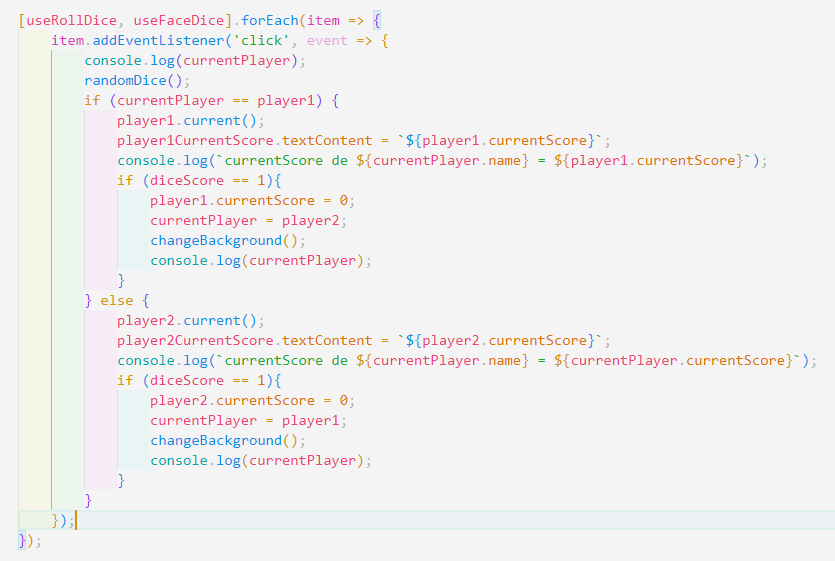 [useRollDice, useFaceDice].forEach(item => {
    item.addEventListener('click', event => {
        console.log(currentPlayer);
        randomDice();
        if (currentPlayer == player1) {
            player1.current();
            player1CurrentScore.textContent = `${player1.currentScore}`;
            console.log(`currentScore de ${currentPlayer.name} = ${player1.currentScore}`);
            if (diceScore == 1){
                player1.currentScore = 0;
                currentPlayer = player2;
                changeBackground();
                console.log(currentPlayer);
            }
        } else {
            player2.current();
            player2CurrentScore.textContent = `${player2.currentScore}`;
            console.log(`currentScore de ${currentPlayer.name} = ${currentPlayer.currentScore}`);
            if (diceScore == 1){
                player2.currentScore = 0;
                currentPlayer = player1;
                changeBackground();
                console.log(currentPlayer);
            }
        }
    });
});